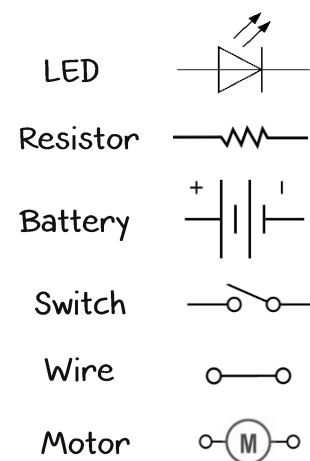 LED
Resistor
+ -
Battery
Switch
Wire
Motor
M